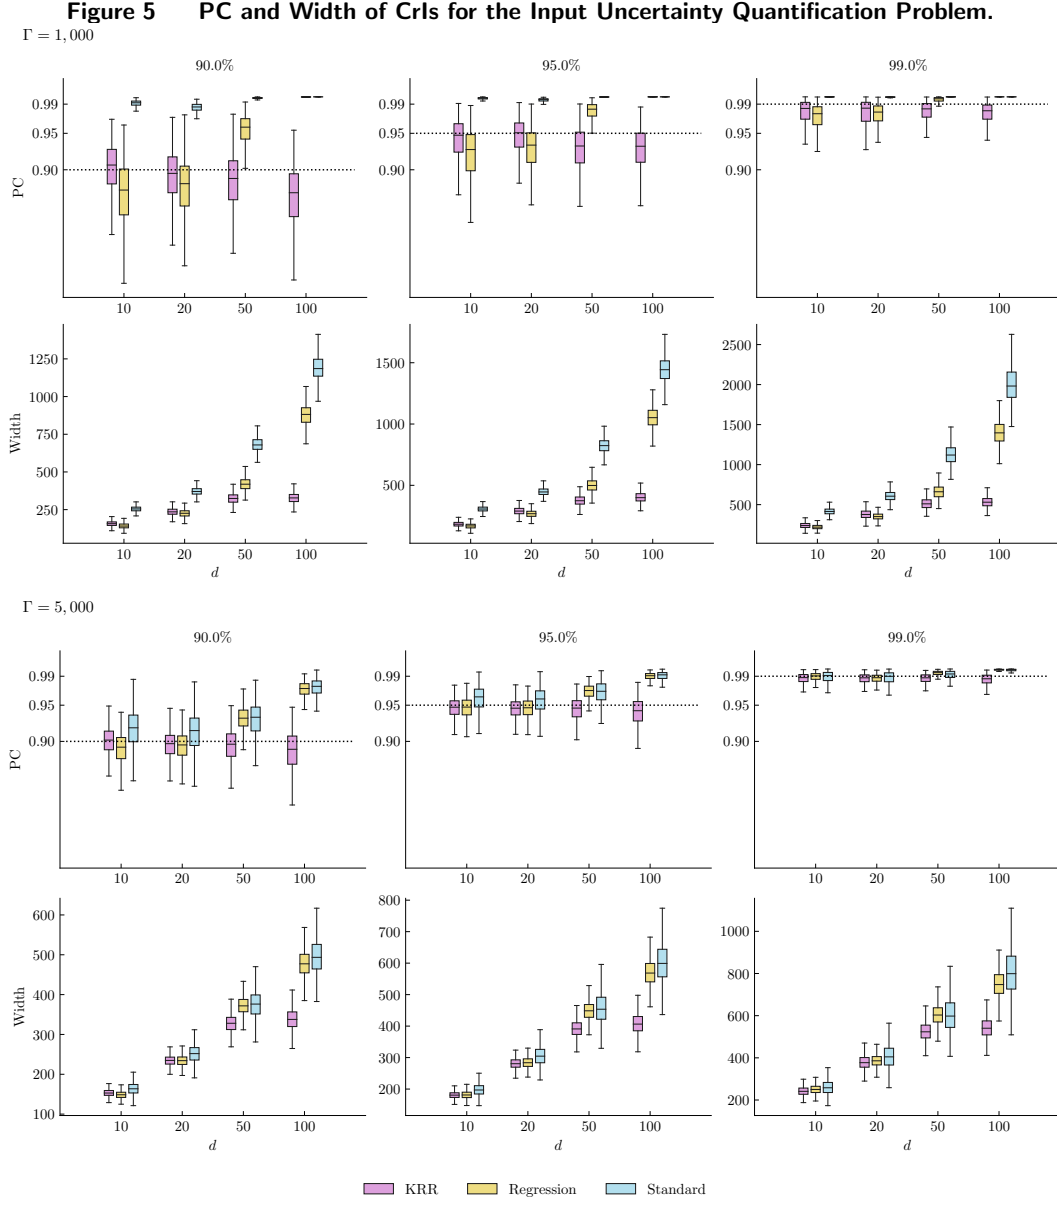 Figure 5 PC and Width of CrIs for the Input Uncertainty Quantification Problem.
Γ = 1,000
90.0% 95.0% 99.0%
PC
0.99 0.99 0.99
0.95 0.95 0.95
0.90 0.90 0.90
10 20 50 100 10 20 50 100 10 20 50 100
Width
1250 1500 2500
1000 1000 2000
750 500 1500
500 1000
250 500
10 20 50 100 10 20 50 100 10 20 50 100
d d d
Γ = 5,000
90.0% 95.0% 99.0%
PC
0.99 0.99 0.99
0.95 0.95 0.95
0.90 0.90 0.90
10 20 50 100 10 20 50 100 10 20 50 100
Width
600 800 1000
500 700 800
400 600 600
300 500 400
200 400 200
100 300
200
10 20 50 100 10 20 50 100 10 20 50 100
d d d
KRR Regression Standard